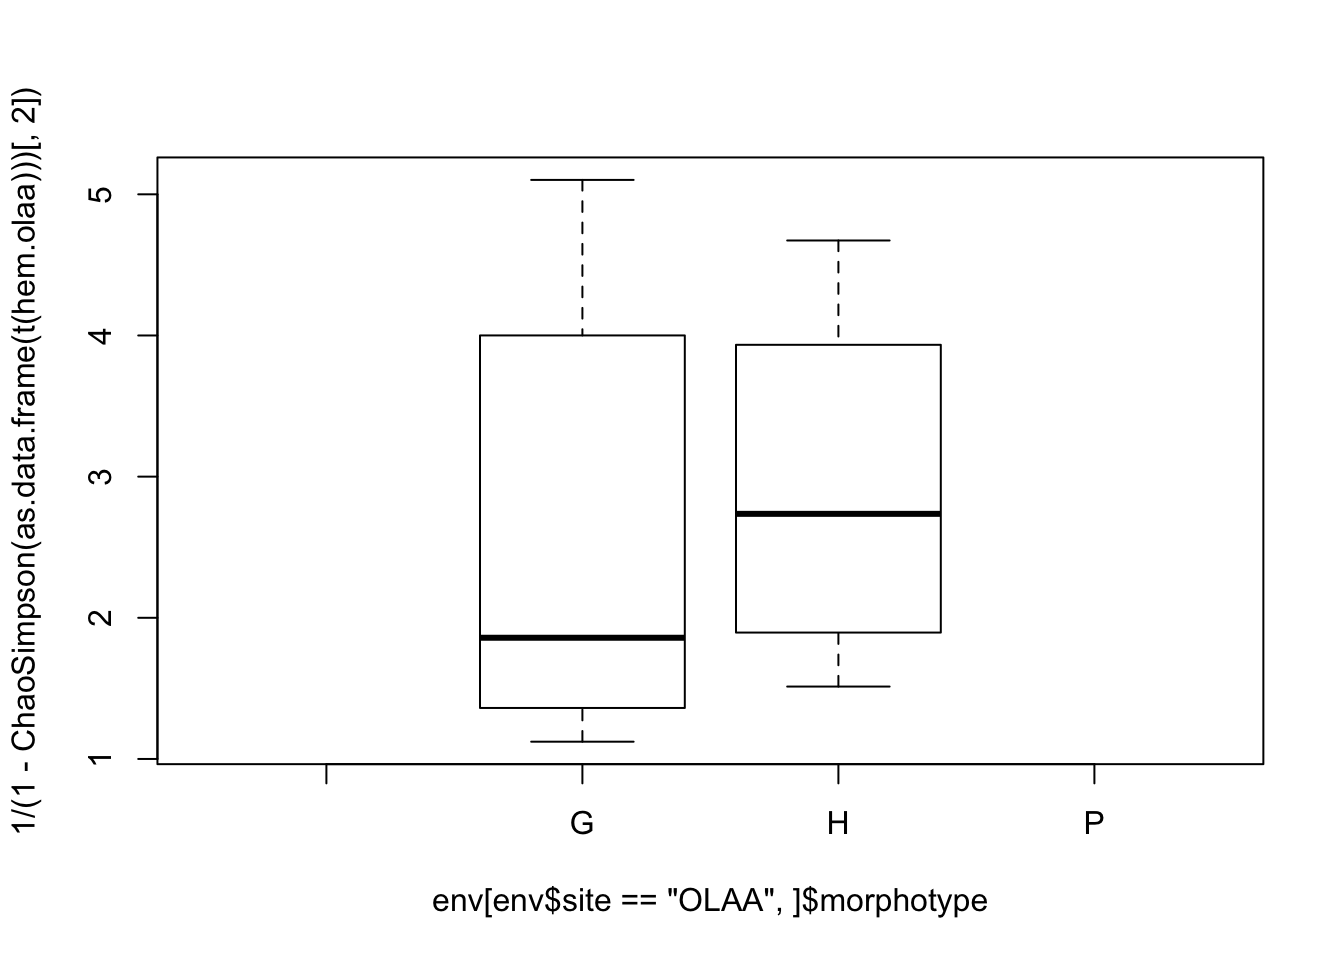 1/(1 - ChaoSimpson(as.data.frame(t(hem.olaa)))[, 2])
5
4
3
2
1
G H P
env[env$site == "OLAA", ]$morphotype